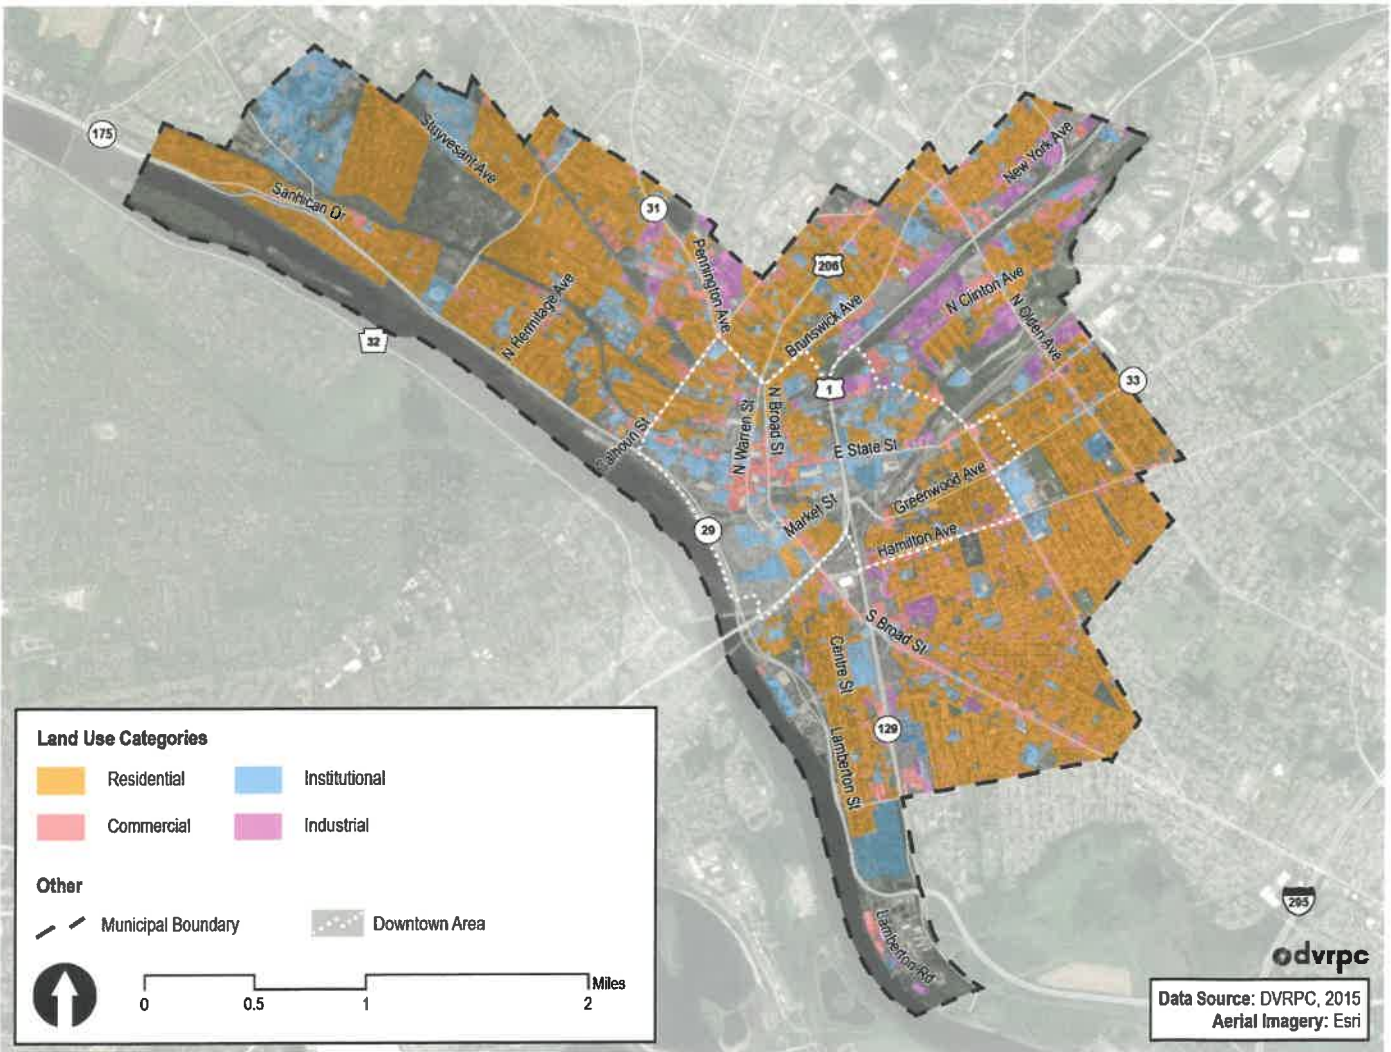 175
Stuyvesant Ave
Sanhican Dr
31
Pennington Ave
New York Ave
206
N Hermitage Ave
Brunswick Ave
N Clinton Ave
N Olden Ave
32
1
33
N Warren St
N Broad St
Calhoun St
E State St
Greenwood Ave
Market St
29
Hamilton Ave
S Broad St
Centre St
129
Lamberton St
Lamberton Rd
295
Land Use Categories
Residential
Institutional
Commercial
Industrial
Other
Municipal Boundary
Downtown Area
0
0.5
1
2
Miles
dvrpc
Data Source: DVRPC, 2015
Aerial Imagery: Esri